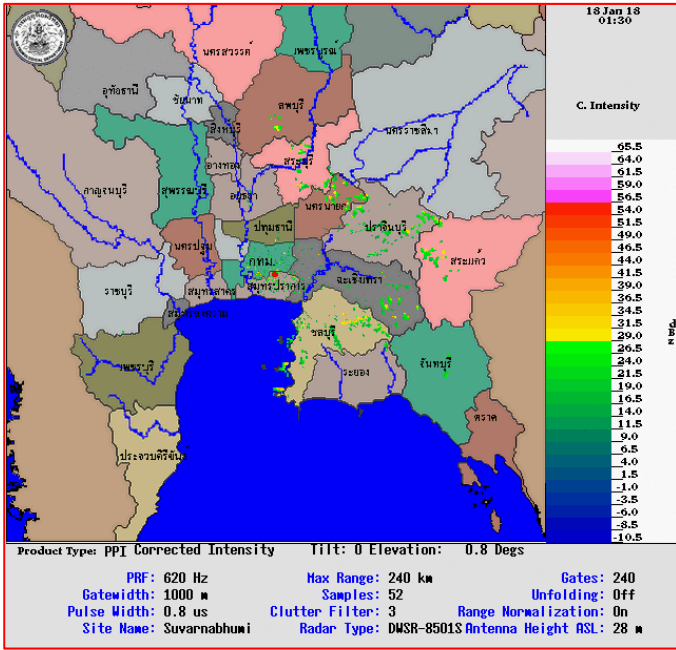 18 Jan 18
01:30
C. Intensity
65.5
64.0
61.5
59.0
56.5
54.0
51.5
49.0
46.5
44.0
41.5
39.0
36.5
34.0
31.5
29.0
26.5
24.0
21.5
19.0
16.5
14.0
11.5
9.0
6.5
4.0
1.5
-1.0
-3.5
-6.0
-8.5
-10.5
นครสวรรค์
เพชรบูรณ์
อุทัยธานี
ชัยนาท
ลพบุรี
สิงห์บุรี
นครราชสีมา
อ่างทอง
สระบุรี
กาญจนบุรี
สุพรรณบุรี
อยุธยา
นครนายก
ปทุมธานี
ปราจีนบุรี
นครปฐม
กทม.
สระแก้ว
ราชบุรี
สมุทรสาคร
สมุทรปราการ
ฉะเชิงเทรา
สมุทรสงคราม
ชลบุรี
เพชรบุรี
ระยอง
จันทบุรี
ตราด
ประจวบคีรีขันธ์
Product Type: PPI Corrected Intensity Tilt: 0 Elevation: 0.8 Degs
PRF: 620 Hz Max Range: 240 km Gates: 240
Gatewidth: 1000 m Samples: 52 Unfolding: Off
Pulse Width: 0.8 us Clutter Filter: 3 Range Normalization: On
Site Name: Suvarnabhumi Radar Type: DWSR-8501S Antenna Height ASL: 28 m